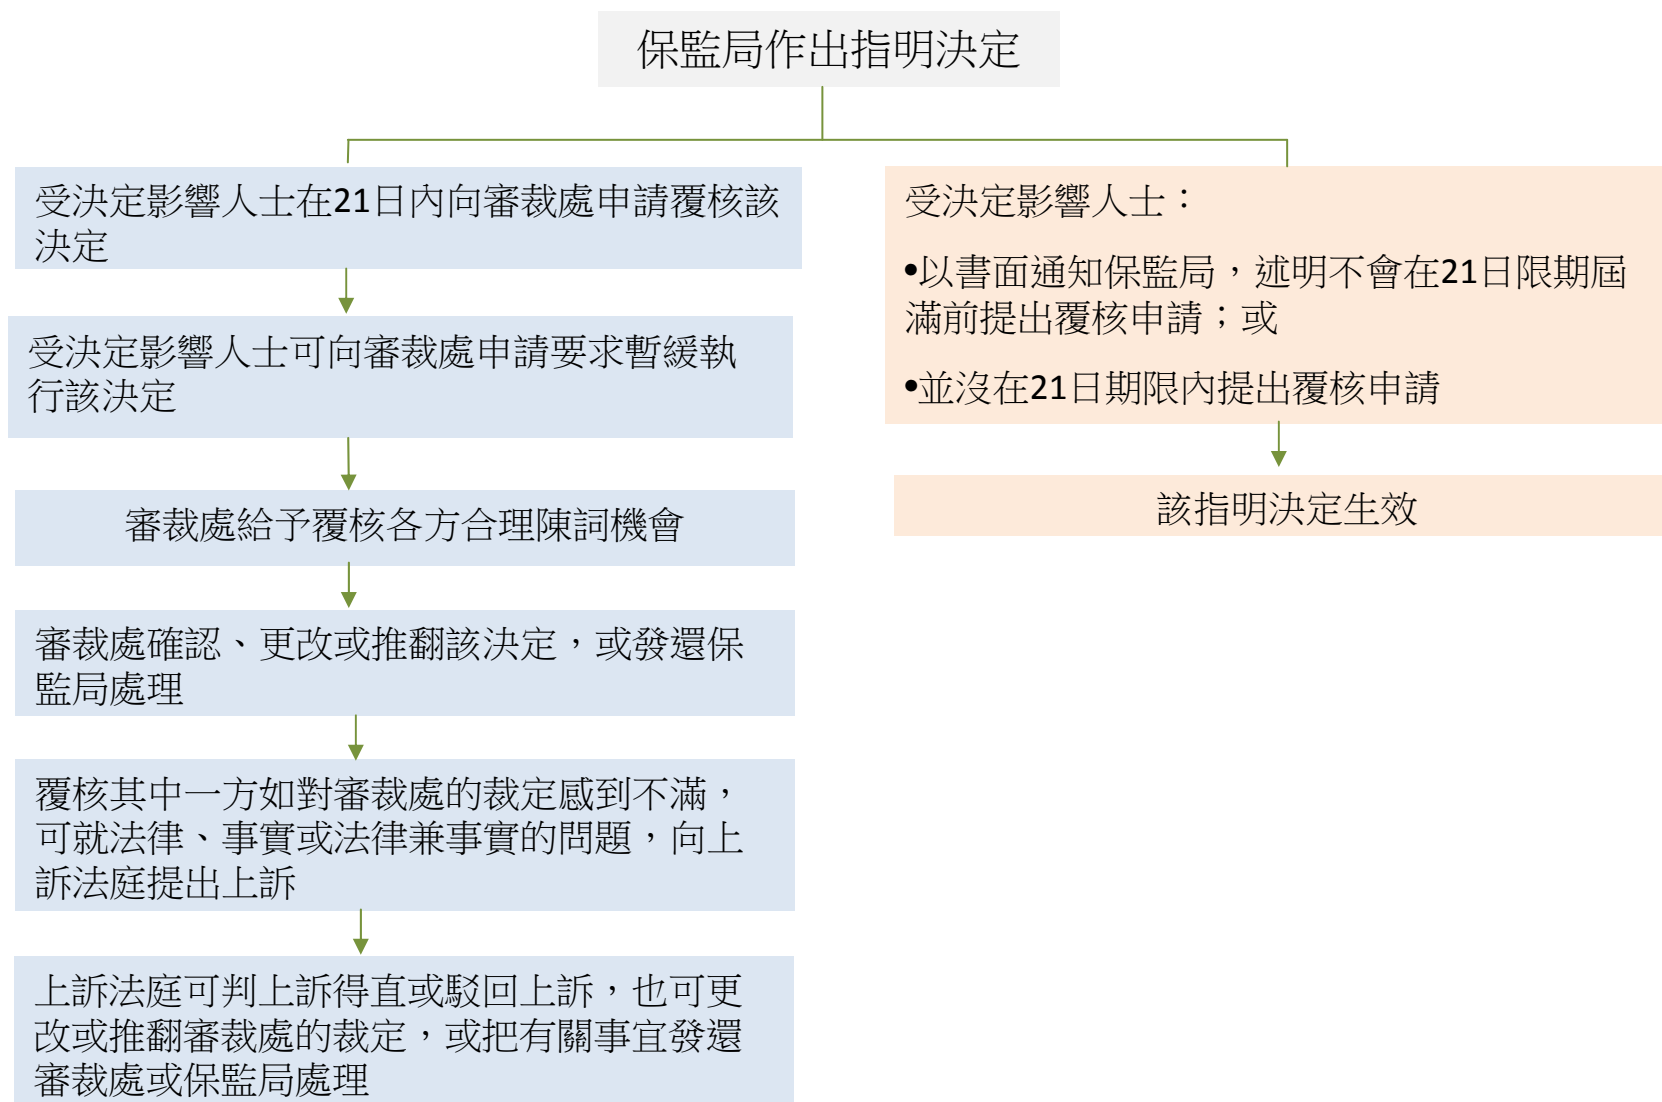 保監局作出指明決定
受決定影響人士在21日內向審裁處申請覆核該
決定
受決定影響人士可向審裁處申請要求暫緩執
行該決定
審裁處給予覆核各方合理陳詞機會
審裁處確認、更改或推翻該決定，或發還保
監局處理
覆核其中一方如對審裁處的裁定感到不滿，
可就法律、事實或法律兼事實的問題，向上
訴法庭提出上訴
上訴法庭可判上訴得直或駁回上訴，也可更
改或推翻審裁處的裁定，或把有關事宜發還
審裁處或保監局處理
受決定影響人士：
•以書面通知保監局，述明不會在21日限期屆
滿前提出覆核申請；或
•並沒在21日期限內提出覆核申請
該指明決定生效